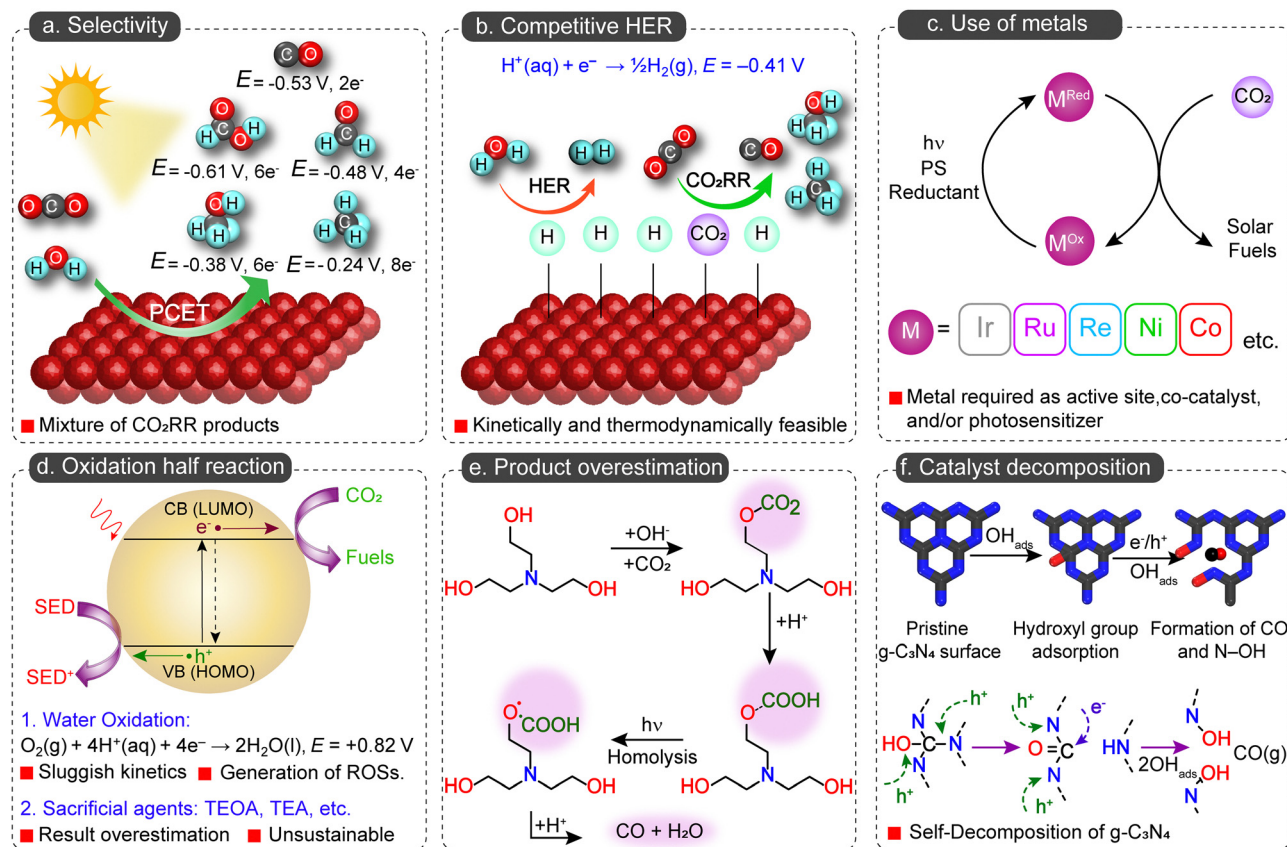 a. Selectivity
C O
E = -0.53 V, 2e⁻
O
H C O H
E = -0.61 V, 6e⁻
O
C
H H
E = -0.48 V, 4e⁻
O C O
O H
C
H
E = -0.38 V, 6e⁻
H
C H
H
E = -0.24 V, 8e⁻
O
H H
PCET
Mixture of CO₂RR products
b. Competitive HER
H⁺(aq) + e⁻ → ½H₂(g), E = –0.41 V
O
H H
H H
HER
O C O
C O
CO₂RR
O H
H
H
C
H H
H
H
H
CO₂
H
Kinetically and thermodynamically feasible
c. Use of metals
M^Red
CO₂
hν
PS
Reductant
M^Ox
Solar
Fuels
M = Ir Ru Re Ni Co etc.
Metal required as active site,co-catalyst,
and/or photosensitizer
d. Oxidation half reaction
CB (LUMO)
e⁻
CO₂
Fuels
SED
h⁺
VB (HOMO)
SED⁺
1. Water Oxidation:
O₂(g) + 4H⁺(aq) + 4e⁻ → 2H₂O(l), E = +0.82 V
Sluggish kinetics
Generation of ROSs.
2. Sacrificial agents: TEOA, TEA, etc.
Result overestimation
Unsustainable
e. Product overestimation
OH
N
HO OH
+OH⁻
+CO₂
O CO2
N
HO OH
+H⁺
O COOH
N
HO OH
hν
Homolysis
O• •COOH
N
HO OH
+H⁺
CO + H₂O
f. Catalyst decomposition
OH_ads
e⁻/h⁺
OH_ads
Pristine
g-C₃N₄ surface
Hydroxyl group
adsorption
Formation of CO
and N–OH
h⁺
N
HO C N
N
h⁺
h⁺
e⁻
N
O=C
N
h⁺
HN
2OH_ads
N
OH
CO(g)
OH
N
Self-Decomposition of g-C₃N₄